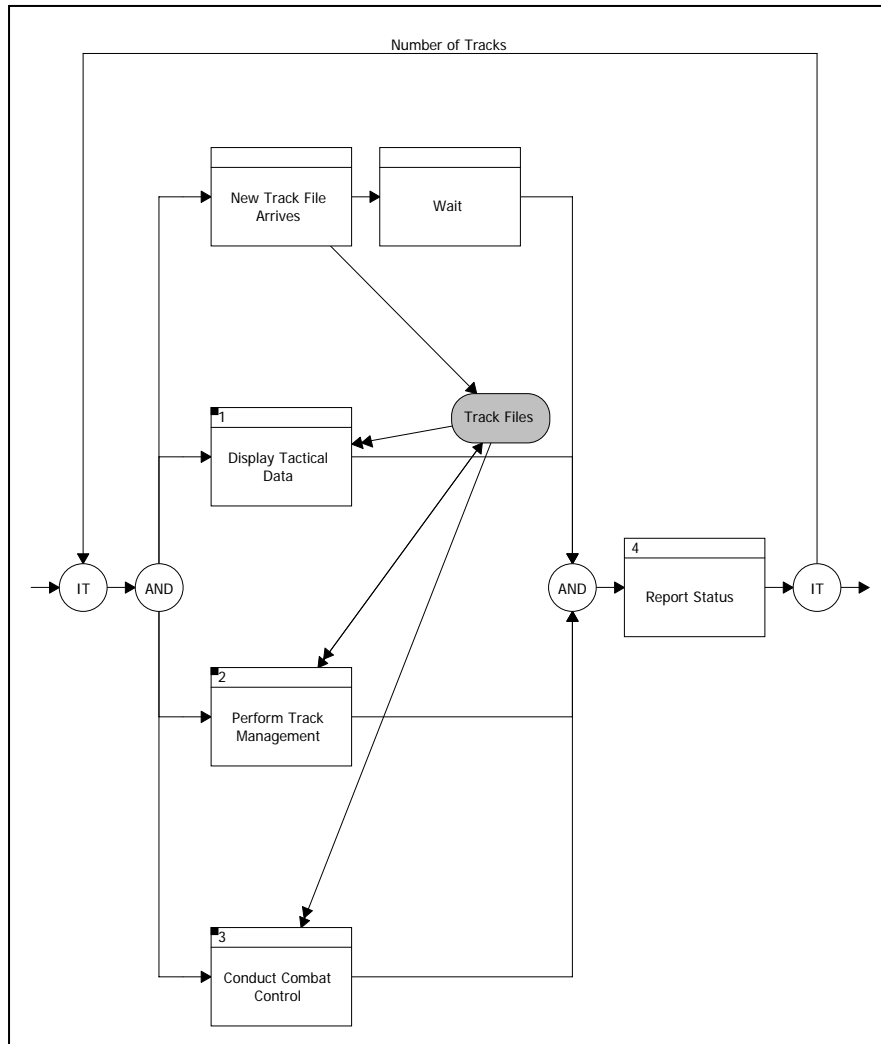 Number of Tracks
New Track File
Arrives
Wait
Track Files
1
Display Tactical
Data
IT
AND
AND
4
Report Status
IT
2
Perform Track
Management
3
Conduct Combat
Control